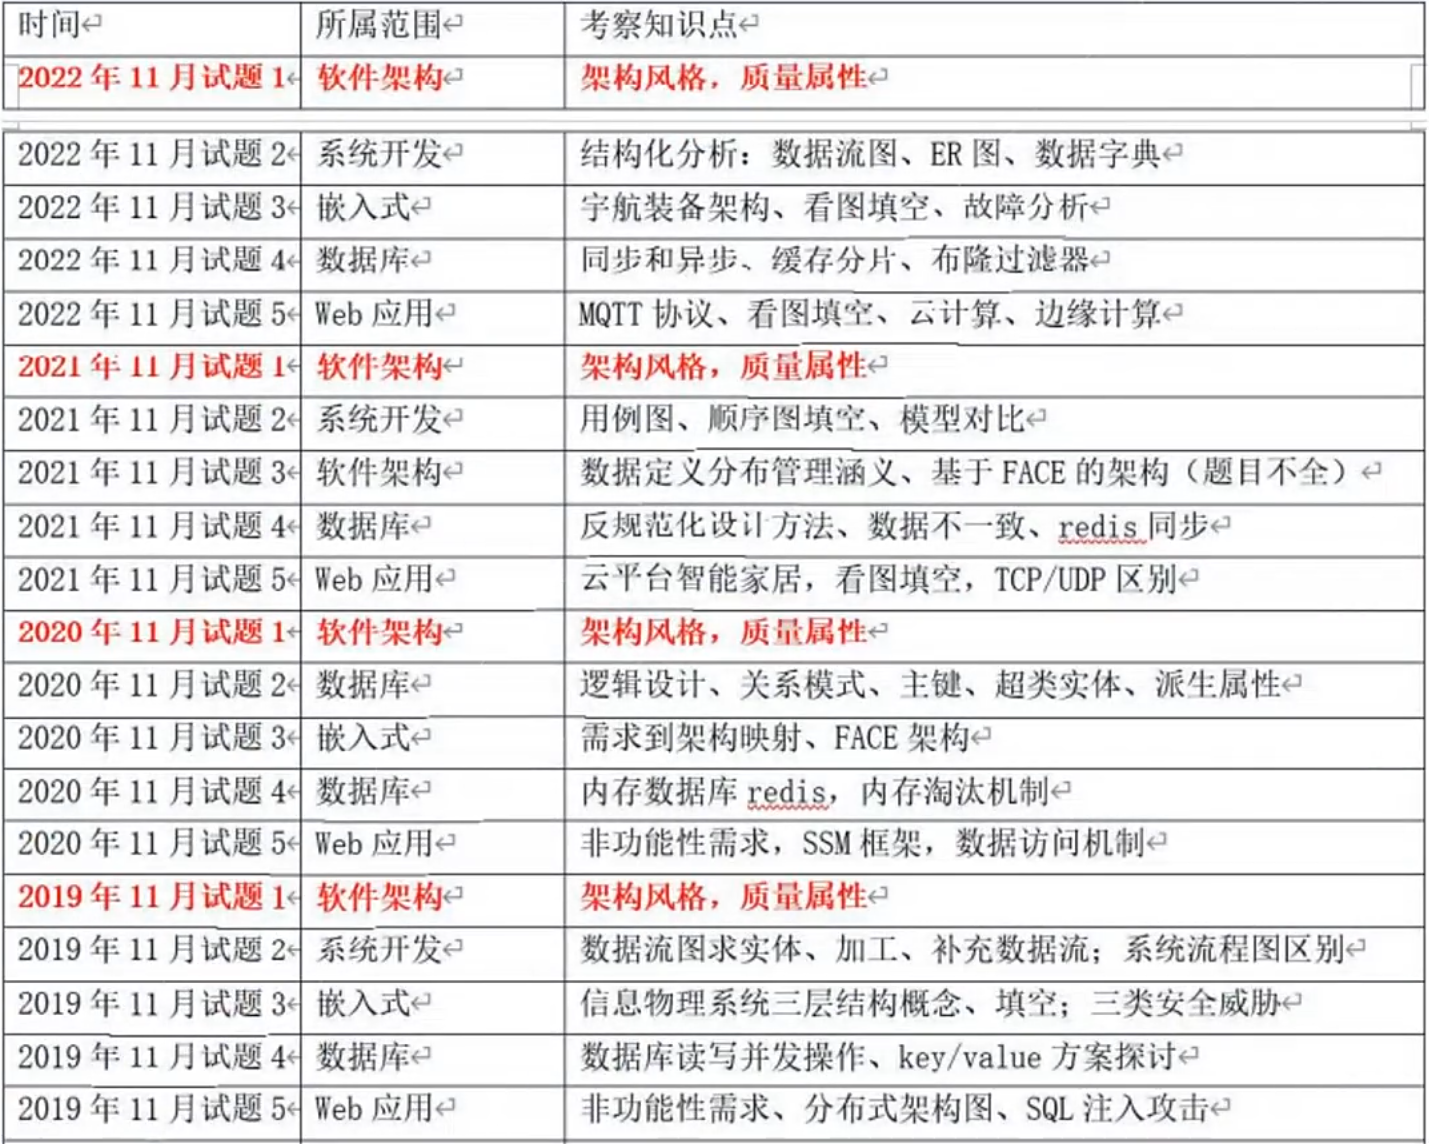 时间 所属范围 考察知识点
2022 年 11 月试题 1 软件架构 架构风格，质量属性
2022 年 11 月试题 2 系统开发 结构化分析：数据流图、ER 图、数据字典
2022 年 11 月试题 3 嵌入式 宇航装备架构、看图填空、故障分析
2022 年 11 月试题 4 数据库 同步和异步、缓存分片、布隆过滤器
2022 年 11 月试题 5 Web 应用 MQTT 协议、看图填空、云计算、边缘计算
2021 年 11 月试题 1 软件架构 架构风格，质量属性
2021 年 11 月试题 2 系统开发 用例图、顺序图填空、模型对比
2021 年 11 月试题 3 软件架构 数据定义分布管理涵义、基于 FACE 的架构（题目不全）
2021 年 11 月试题 4 数据库 反规范化设计方法、数据不一致、redis 同步
2021 年 11 月试题 5 Web 应用 云平台智能家居，看图填空，TCP/UDP 区别
2020 年 11 月试题 1 软件架构 架构风格，质量属性
2020 年 11 月试题 2 数据库 逻辑设计、关系模式、主键、超类实体、派生属性
2020 年 11 月试题 3 嵌入式 需求到架构映射、FACE 架构
2020 年 11 月试题 4 数据库 内存数据库 redis，内存淘汰机制
2020 年 11 月试题 5 Web 应用 非功能性需求，SSM 框架，数据访问机制
2019 年 11 月试题 1 软件架构 架构风格，质量属性
2019 年 11 月试题 2 系统开发 数据流图求实体、加工、补充数据流；系统流程图区别
2019 年 11 月试题 3 嵌入式 信息物理系统三层结构概念、填空；三类安全威胁
2019 年 11 月试题 4 数据库 数据库读写并发操作、key/value 方案探讨
2019 年 11 月试题 5 Web 应用 非功能性需求、分布式架构图、SQL 注入攻击